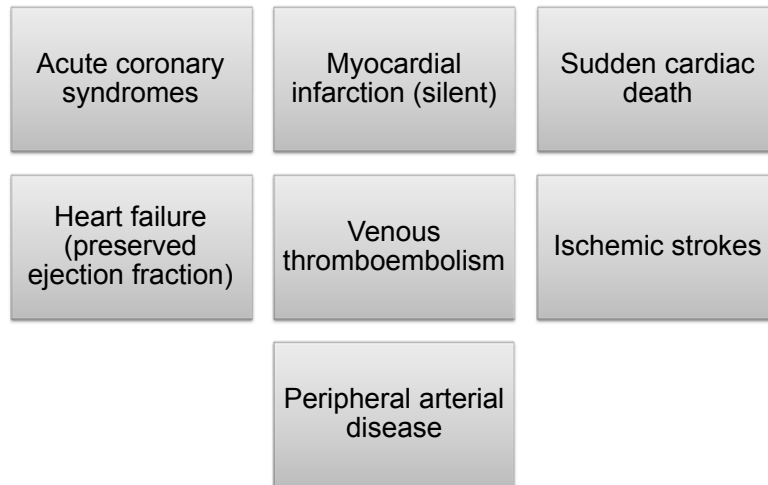 Acute coronary
syndromes
Myocardial
infarction (silent)
Sudden cardiac
death
Heart failure
(preserved
ejection fraction)
Venous
thromboembolism
Ischemic strokes
Peripheral arterial
disease